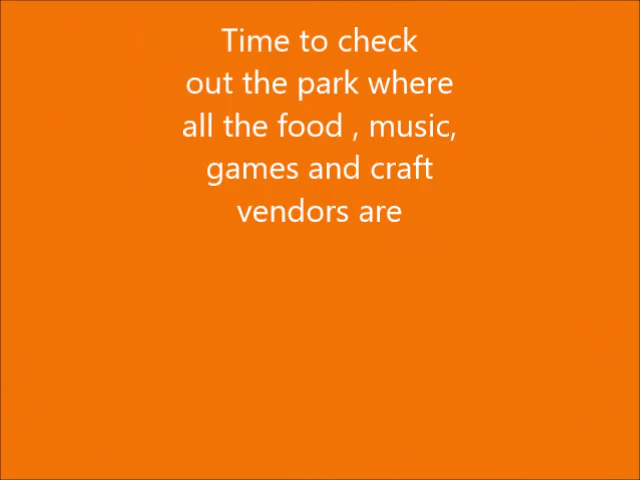 Time to check
out the park where
all the food , music,
games and craft
vendors are